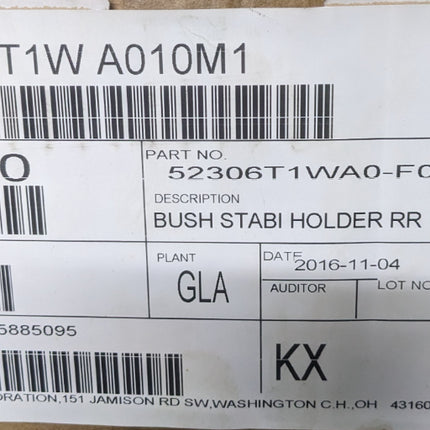 T1W A010M1
0
PART NO.
52306T1WA0-F0
DESCRIPTION
BUSH STABI HOLDER RR
PLANT
GLA
DATE
2016-11-04
AUDITOR
LOT NO
5885095
KX
ORATION,151 JAMISON RD SW,WASHINGTON C.H.,OH 43160